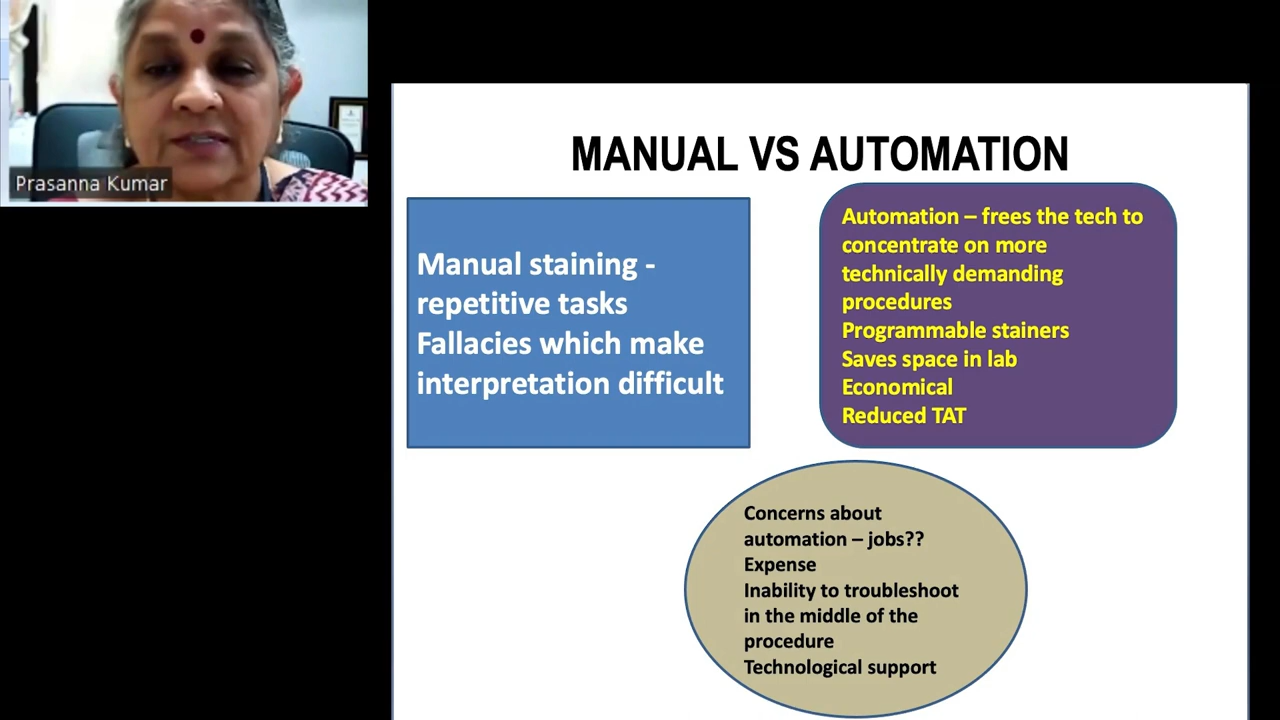 Prasanna Kumar
MANUAL VS AUTOMATION
Manual staining -
repetitive tasks
Fallacies which make
interpretation difficult
Automation – frees the tech to
concentrate on more
technically demanding
procedures
Programmable stainers
Saves space in lab
Economical
Reduced TAT
Concerns about
automation – jobs??
Expense
Inability to troubleshoot
in the middle of the
procedure
Technological support